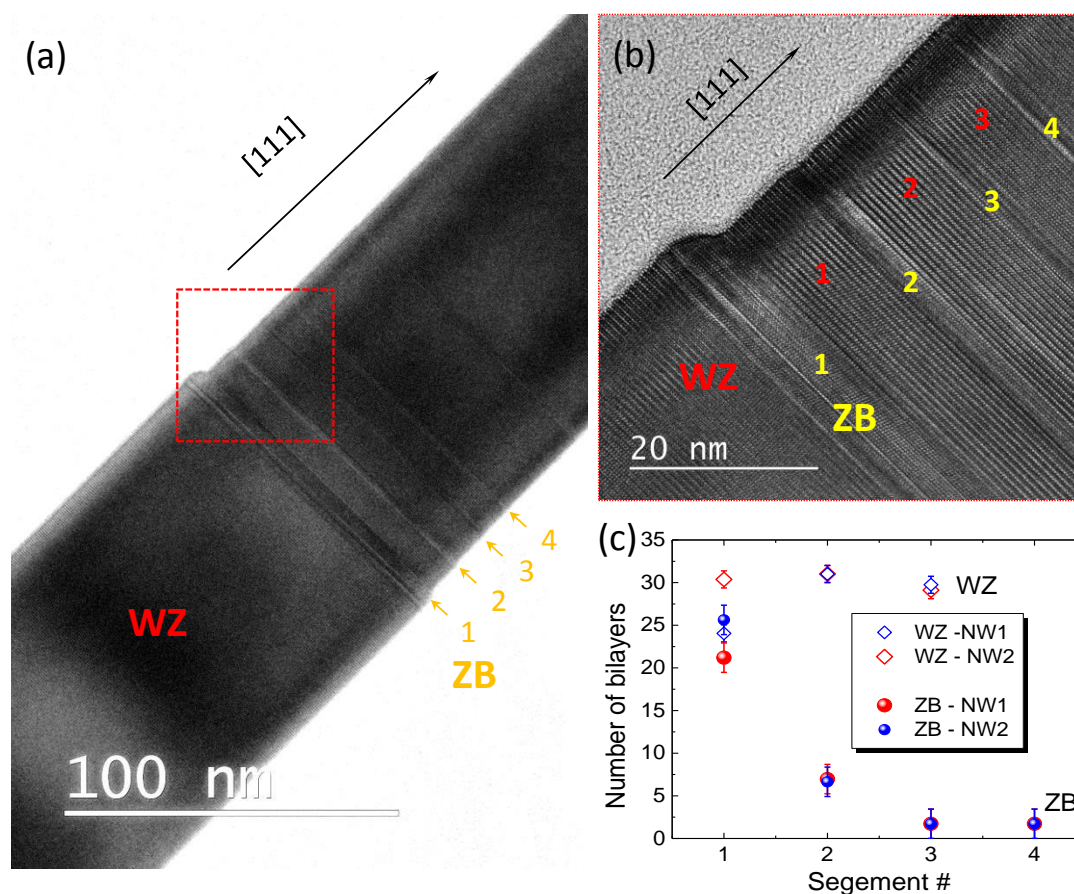 (a)
[111]
WZ
4
3
2
1
ZB
100 nm
(b)
[111]
3
4
2
3
1
2
1
WZ
ZB
20 nm
(c)
35
30
25
20
15
10
5
0
Number of bilayers
WZ
WZ -NW1
WZ - NW2
ZB - NW1
ZB - NW2
ZB
1
2
3
4
Segement #